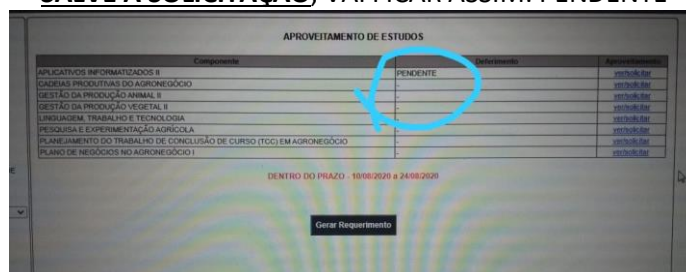 SALVE A SOLICITAÇÃO, VAI FICAR ASSIM: PENDENTE
APROVEITAMENTO DE ESTUDOS
Componente Deferimento Aproveitamento
APLICATIVOS INFORMATIZADOS II PENDENTE ver/solicitar
CADEIAS PRODUTIVAS DO AGRONEGÓCIO - ver/solicitar
GESTÃO DA PRODUÇÃO ANIMAL II - ver/solicitar
GESTÃO DA PRODUÇÃO VEGETAL II - ver/solicitar
LINGUAGEM, TRABALHO E TECNOLOGIA - ver/solicitar
PESQUISA E EXPERIMENTAÇÃO AGRÍCOLA - ver/solicitar
PLANEJAMENTO DO TRABALHO DE CONCLUSÃO DE CURSO (TCC) EM AGRONEGÓCIO - ver/solicitar
PLANO DE NEGÓCIOS NO AGRONEGÓCIO I - ver/solicitar
DENTRO DO PRAZO - 10/08/2020 a 24/08/2020
Gerar Requerimento